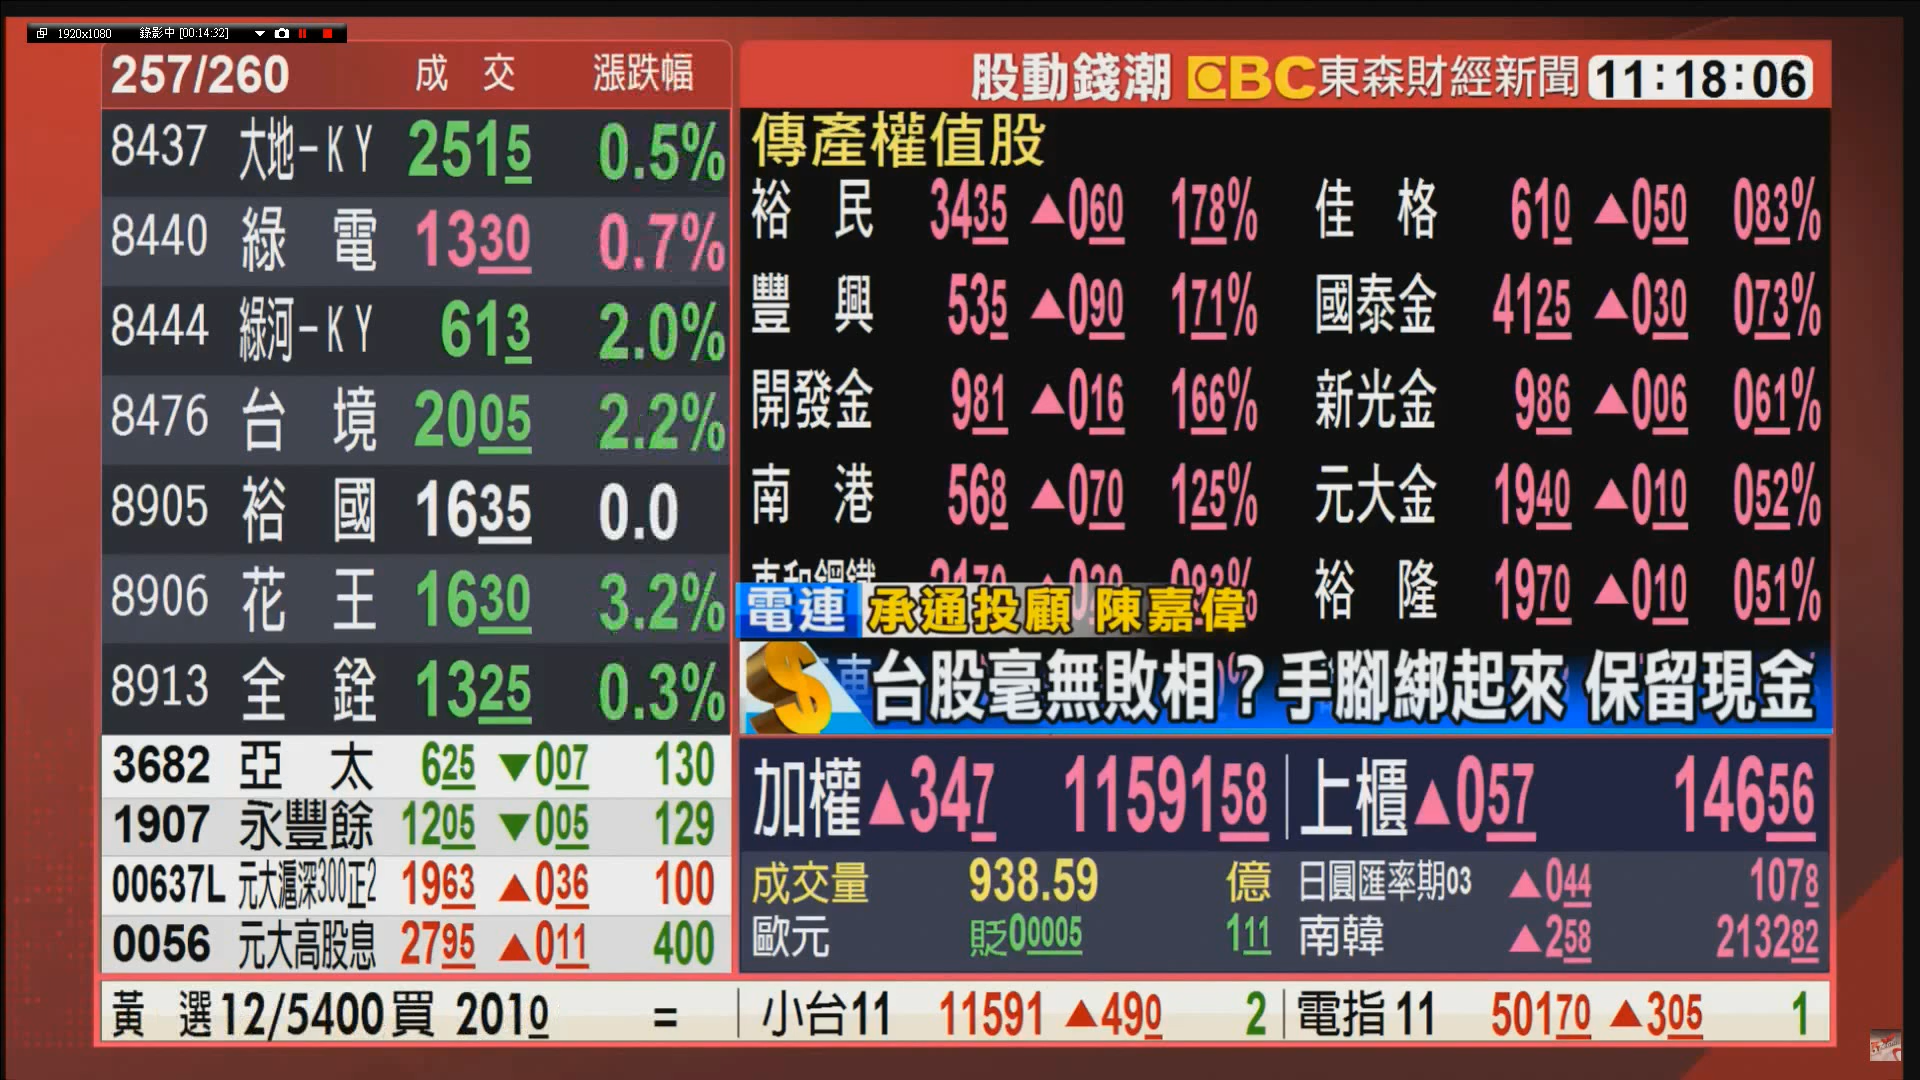 1920x1080 錄影中 [00:14:32]
257/260 成 交 漲跌幅
8437 大地-KY 2515 0.5%
8440 綠 電 1330 0.7%
8444 綠河-KY 613 2.0%
8476 台 境 2005 2.2%
8905 裕 國 1635 0.0
8906 花 王 1630 3.2%
8913 全 銓 1325 0.3%
3682 亞 太 625 ▼007 130
1907 永豐餘 1205 ▼005 129
00637L 元大滬深300正2 1963 ▲036 100
0056 元大高股息 2795 ▲011 400
股動錢潮 EBC東森財經新聞 11:18:06
傳產權值股
裕 民 3435 ▲060 178% 佳 格 610 ▲050 083%
豐 興 535 ▲090 171% 國泰金 4125 ▲030 073%
開發金 981 ▲016 166% 新光金 986 ▲006 061%
南 港 568 ▲070 125% 元大金 1940 ▲010 052%
裕 隆 1970 ▲010 051%
電連 承通投顧 陳嘉偉
台股毫無敗相?手腳綁起來 保留現金
加權▲347 1159158 上櫃▲057 14656
成交量 938.59 億 日圓匯率期03 ▲044 1078
歐元 貶00005 111 南韓 ▲258 213282
黃 選12/5400買 2010 = 小台11 11591 ▲490 2 電指11 50170 ▲305 1